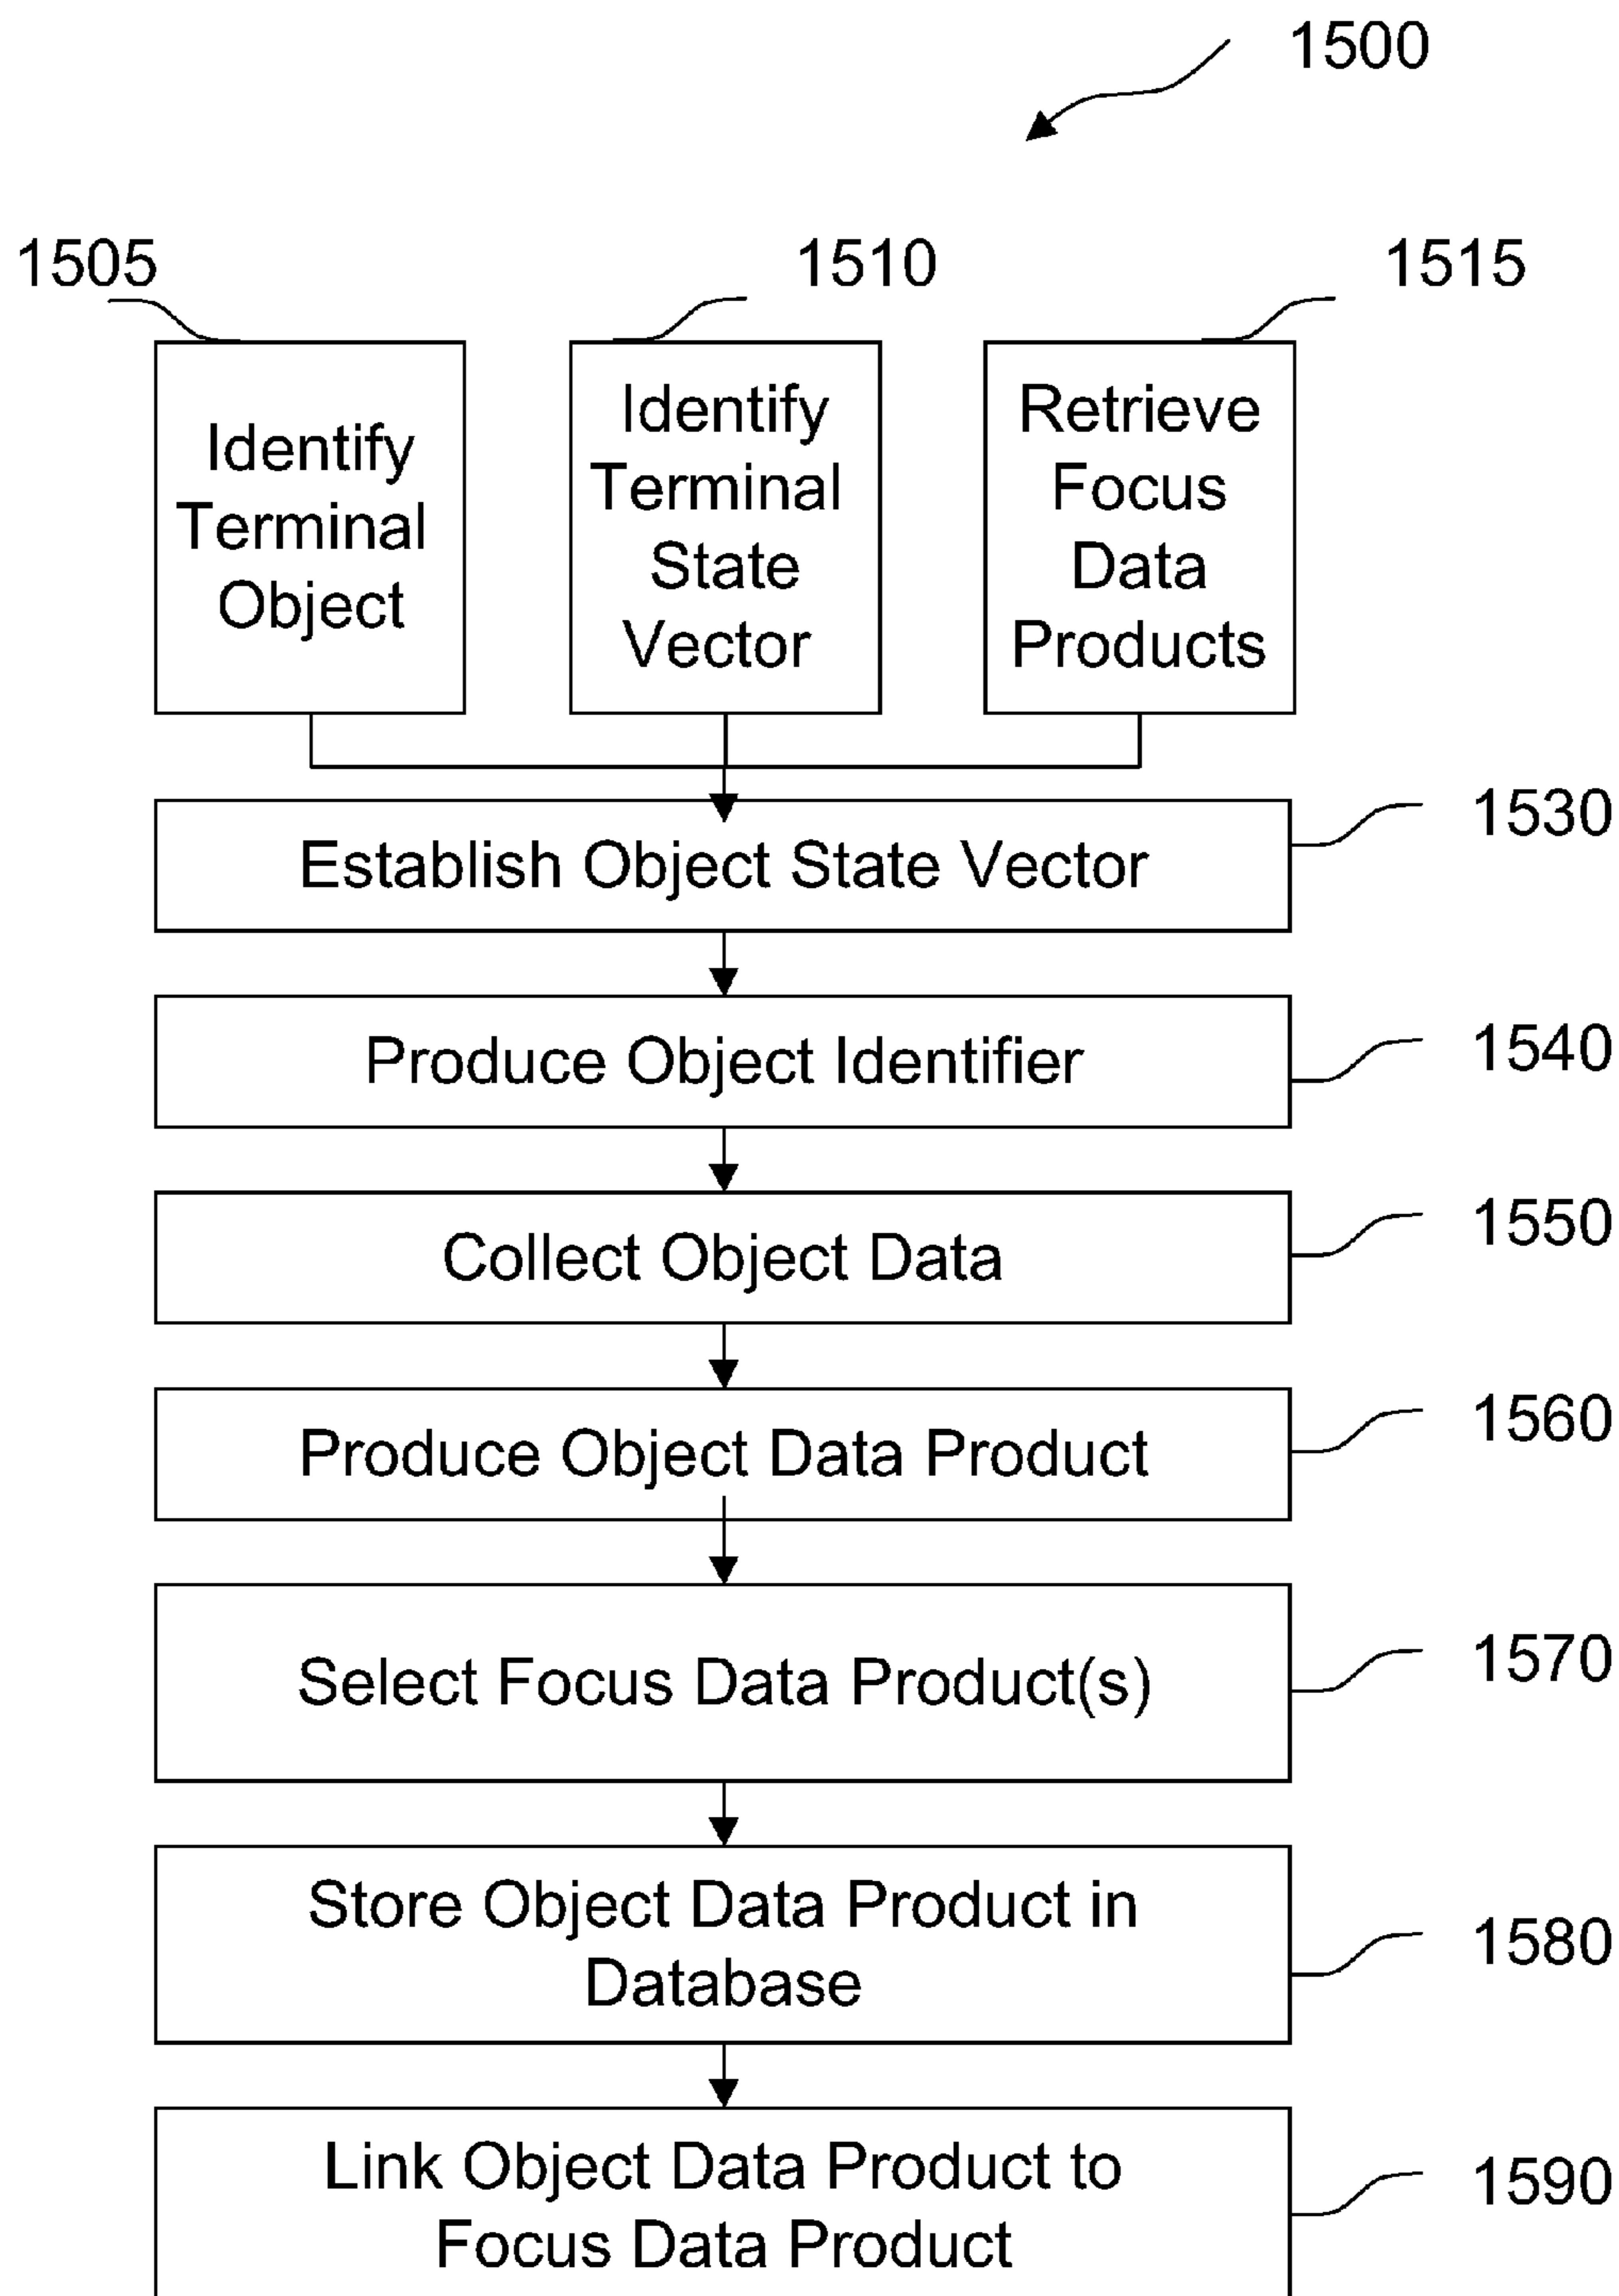 1500
1505
1510
1515
Identify
Terminal
Object
Identify
Terminal
State
Vector
Retrieve
Focus
Data
Products
Establish Object State Vector
1530
Produce Object Identifier
1540
Collect Object Data
1550
Produce Object Data Product
1560
Select Focus Data Product(s)
1570
Store Object Data Product in
Database
1580
Link Object Data Product to
Focus Data Product
1590